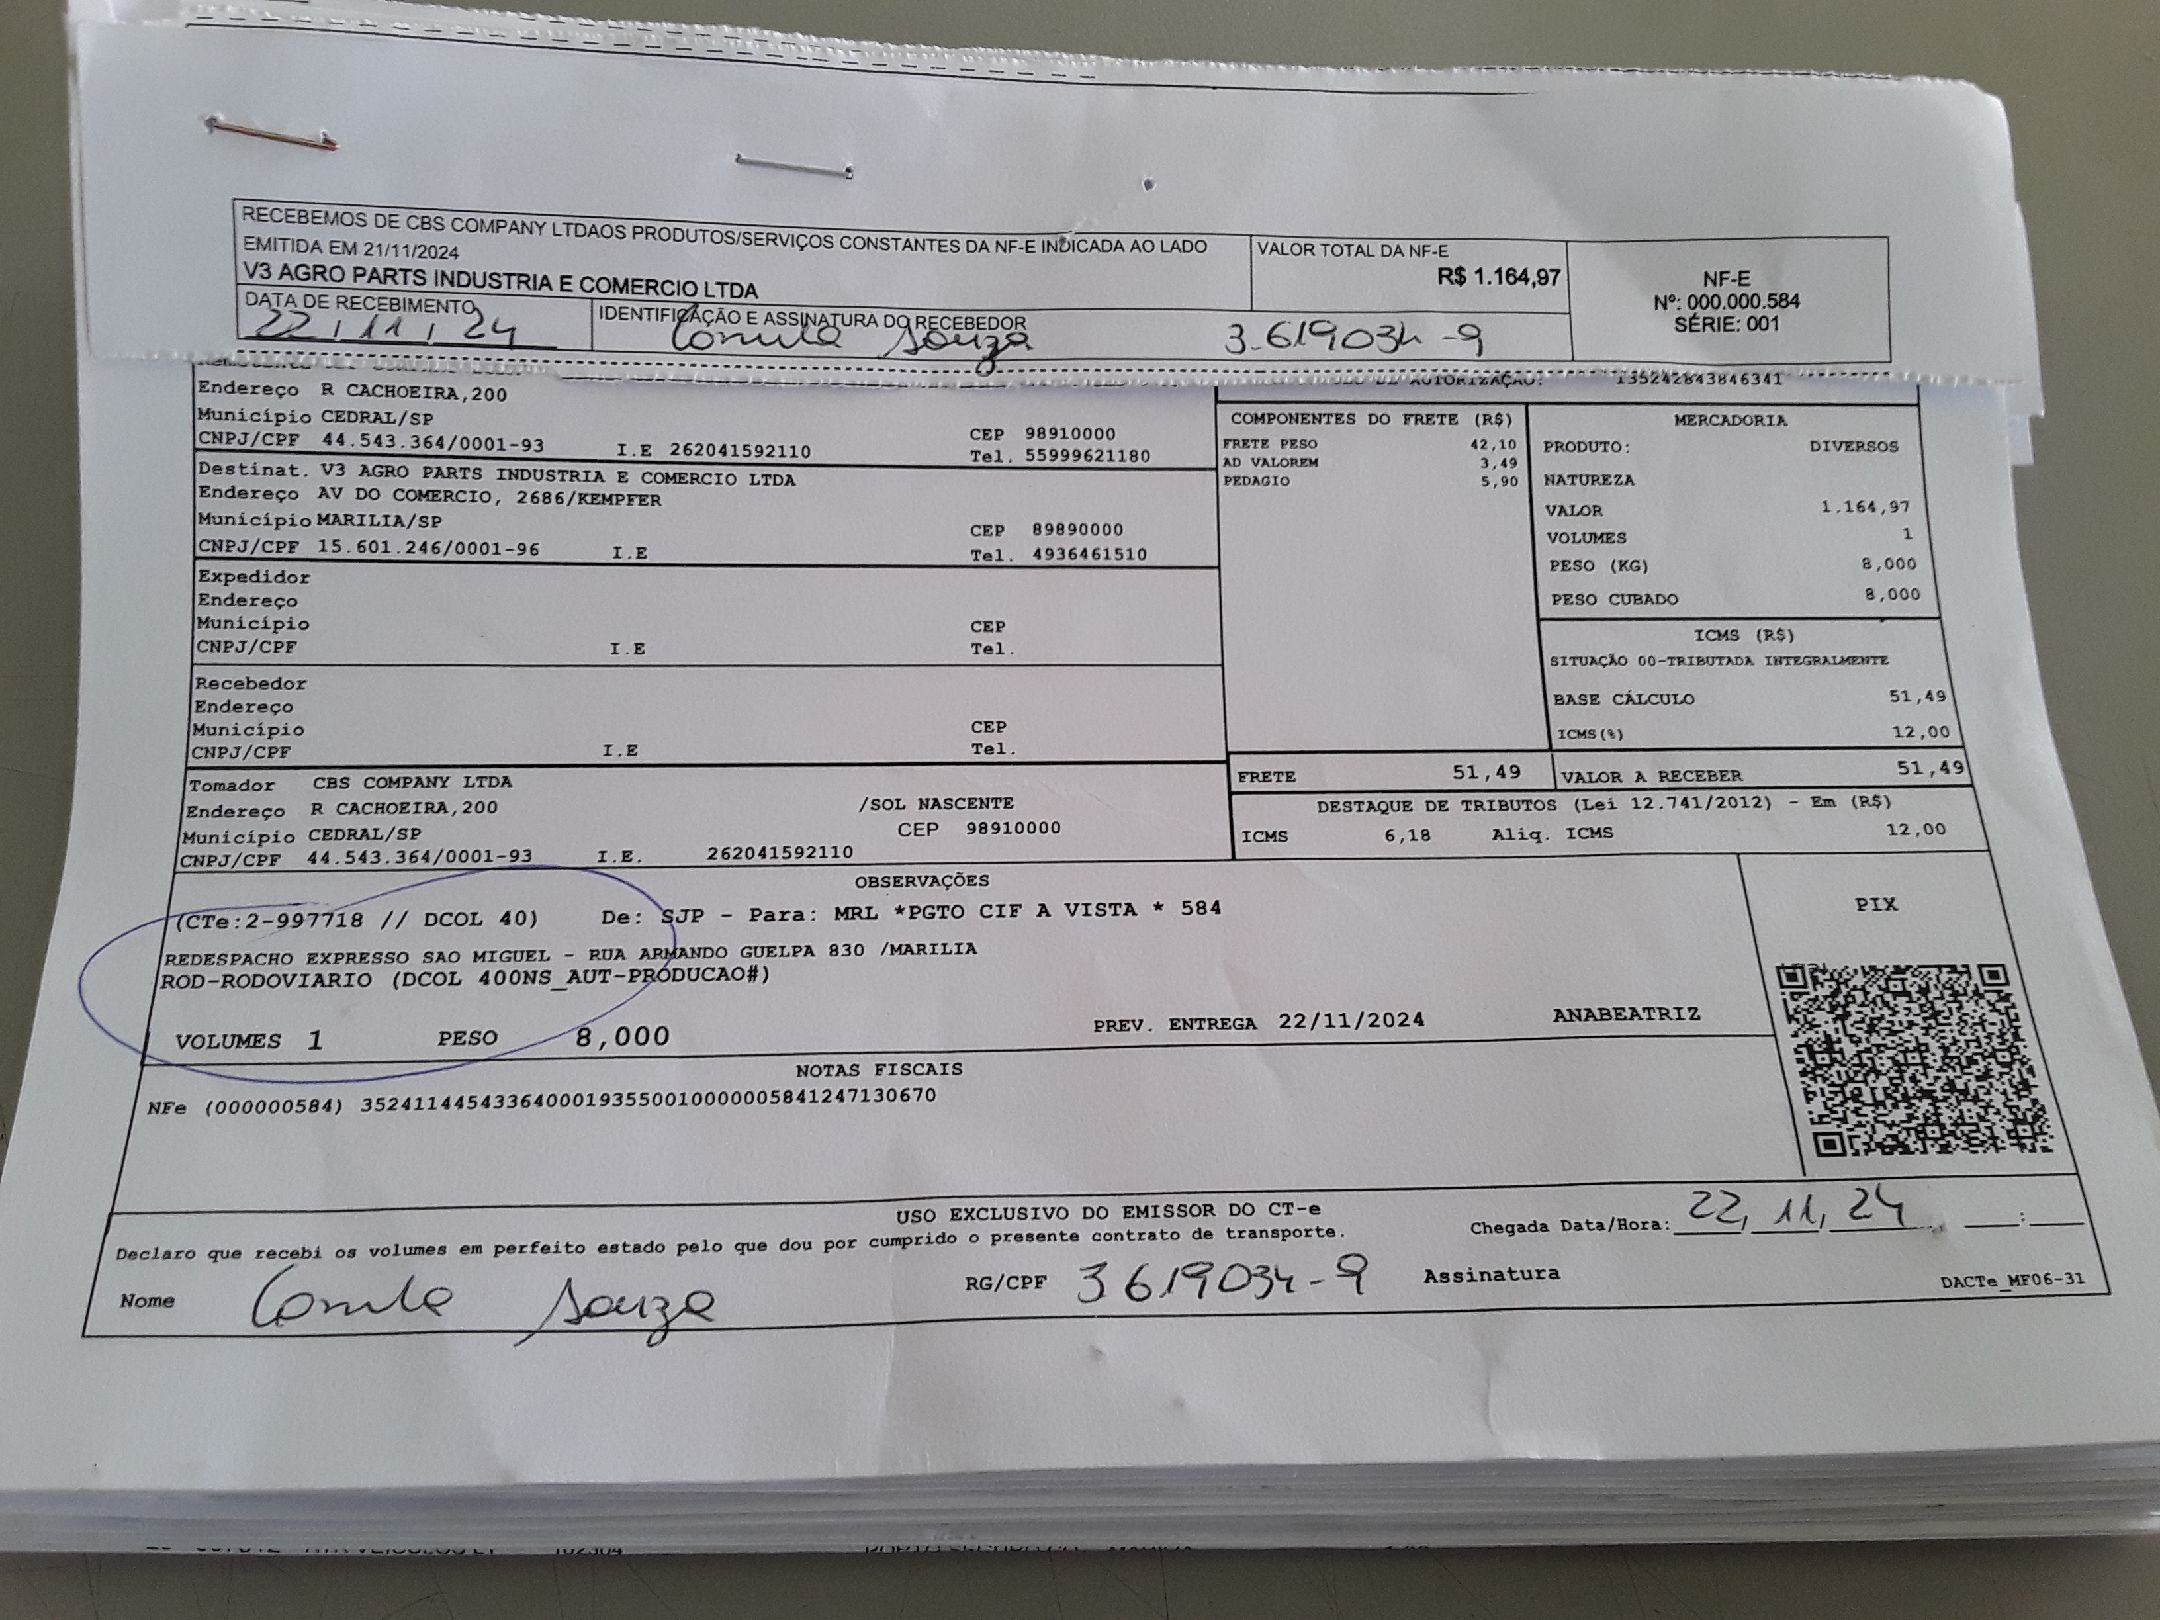 RECEBEMOS DE CBS COMPANY LTDAOS PRODUTOS/SERVIÇOS CONSTANTES DA NF-E INDICADA AO LADO
EMITIDA EM 21/11/2024
V3 AGRO PARTS INDUSTRIA E COMERCIO LTDA
VALOR TOTAL DA NF-E
R$ 1.164,97
NF-E
Nº: 000.000.584
SÉRIE: 001
DATA DE RECEBIMENTO
22, 11, 24
IDENTIFICAÇÃO E ASSINATURA DO RECEBEDOR
Souza 3.619034-9
DE AUTORIZAÇÃO: 135242843846341
Endereço R CACHOEIRA,200
Município CEDRAL/SP CEP 98910000
CNPJ/CPF 44.543.364/0001-93 I.E 262041592110 Tel. 55999621180
Destinat. V3 AGRO PARTS INDUSTRIA E COMERCIO LTDA
Endereço AV DO COMERCIO, 2686/KEMPFER
Município MARILIA/SP CEP 89890000
CNPJ/CPF 15.601.246/0001-96 I.E Tel. 4936461510
Expedidor
Endereço
Município CEP
CNPJ/CPF I.E Tel.
Recebedor
Endereço
Município CEP
CNPJ/CPF I.E Tel.
Tomador CBS COMPANY LTDA
Endereço R CACHOEIRA,200 /SOL NASCENTE
Município CEDRAL/SP CEP 98910000
CNPJ/CPF 44.543.364/0001-93 I.E. 262041592110
COMPONENTES DO FRETE (R$)
FRETE PESO 42,10
AD VALOREM 3,49
PEDAGIO 5,90
MERCADORIA
PRODUTO: DIVERSOS
NATUREZA
VALOR 1.164,97
VOLUMES 1
PESO (KG) 8,000
PESO CUBADO 8,000
ICMS (R$)
SITUAÇÃO 00-TRIBUTADA INTEGRALMENTE
BASE CÁLCULO 51,49
ICMS(%) 12,00
FRETE 51,49 VALOR A RECEBER 51,49
DESTAQUE DE TRIBUTOS (Lei 12.741/2012) - Em (R$)
ICMS 6,18 Aliq. ICMS 12,00
OBSERVAÇÕES
(CTe:2-997718 // DCOL 40) De: SJP - Para: MRL *PGTO CIF A VISTA * 584
REDESPACHO EXPRESSO SAO MIGUEL - RUA ARMANDO GUELPA 830 /MARILIA
ROD-RODOVIARIO (DCOL 400NS_AUT-PRODUCAO#)
VOLUMES 1 PESO 8,000 PREV. ENTREGA 22/11/2024 ANABEATRIZ
PIX
NOTAS FISCAIS
NFe (000000584) 35241144543364000193550010000005841247130670
USO EXCLUSIVO DO EMISSOR DO CT-e
Declaro que recebi os volumes em perfeito estado pelo que dou por cumprido o presente contrato de transporte.
Chegada Data/Hora: 22, 11, 24 __:__
Nome Souza RG/CPF 3619034-9 Assinatura
DACTe_MF06-31